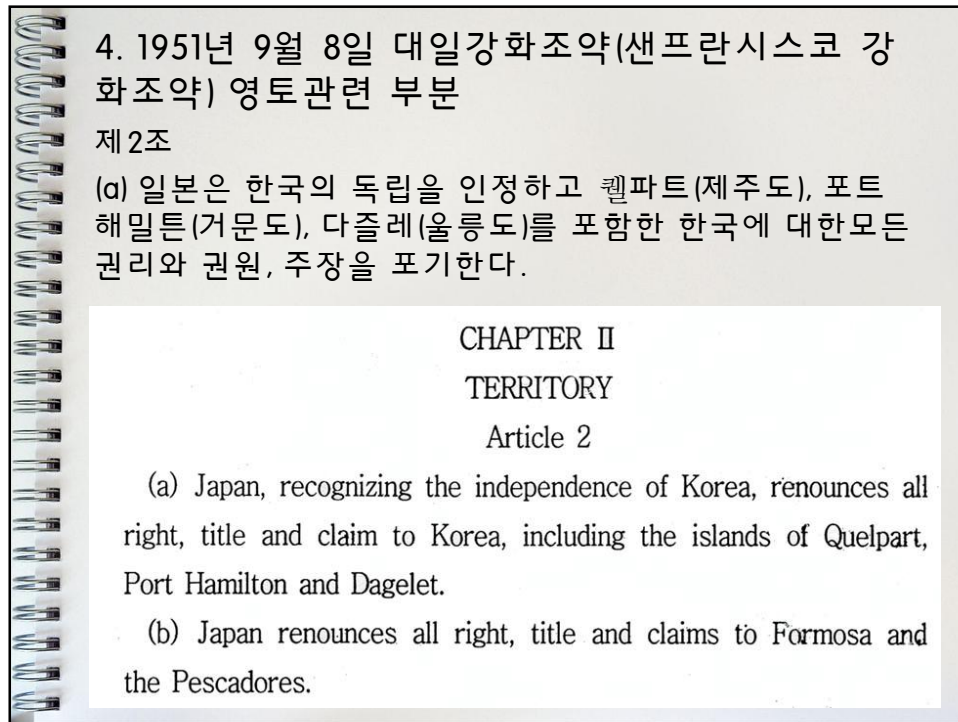 4. 1951년 9월 8일 대일강화조약(샌프란시스코 강
화조약) 영토관련 부분
제2조
(a) 일본은 한국의 독립을 인정하고 퀠파트(제주도), 포트
해밀튼(거문도), 다즐레(울릉도)를 포함한 한국에 대한모든
권리와 권원, 주장을 포기한다.
CHAPTER Ⅱ
TERRITORY
Article 2
(a) Japan, recognizing the independence of Korea, renounces all
right, title and claim to Korea, including the islands of Quelpart,
Port Hamilton and Dagelet.
(b) Japan renounces all right, title and claims to Formosa and
the Pescadores.